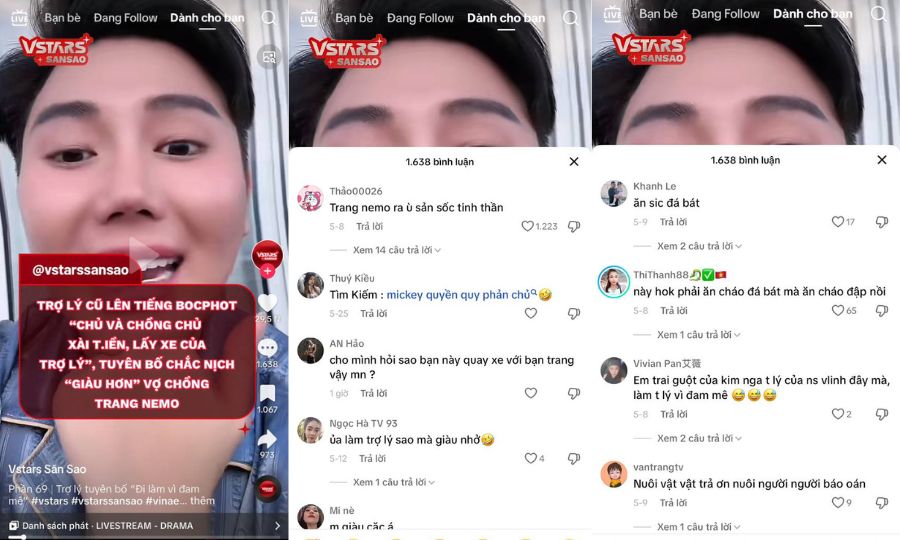 LIVE
Bạn bè
Đang Follow
Dành cho bạn
VSTARS
SANSAO
@vstarssansao
TRỢ LÝ CŨ LÊN TIẾNG BOCPHOT
“CHỦ VÀ CHỒNG CHỦ
XÀI T.IỀN, LẤY XE CỦA
TRỢ LÝ”, TUYÊN BỐ CHẮC NỊCH
“GIÀU HƠN” VỢ CHỒNG
TRANG NEMO
1.638
1.067
973
Vstars Săn Sao
Phần 69 | Trợ lý tuyên bố “Đi làm vì đam
mê” #vstars #vstarssansao #vinae... thêm
Danh sách phát · LIVESTREAM - DRAMA
LIVE
Bạn bè
Đang Follow
Dành cho bạn
VSTARS
SANSAO
1.638 bình luận
Thảo00026
Trang nemo ra ù sản sốc tinh thần
5-8 Trả lời
1.223
Xem 14 câu trả lời
Thuý Kiều
Tìm Kiếm : mickey quyền quy phản chủ🔍🤣
5-25 Trả lời
AN Hảo
cho mình hỏi sao bạn này quay xe với bạn trang
vậy mn ?
1 giờ Trả lời
Ngọc Hà TV 93
ủa làm trợ lý sao mà giàu nhở🤣
5-12 Trả lời
4
Xem 1 câu trả lời
Mi nè
m giàu cặc á
LIVE
Bạn bè
Đang Follow
Dành cho bạn
VSTARS
SANSAO
1.638 bình luận
Khanh Le
ăn sic đá bát
5-9 Trả lời
17
Xem 2 câu trả lời
ThiThanh88🐉✅🇻🇳
này hok phải ăn cháo đá bát mà ăn cháo đập nồi
5-8 Trả lời
65
Xem 1 câu trả lời
Vivian Pan艾薇
Em trai guột của kim nga t lý của ns vlinh đây mà,
làm t lý vì đam mê 😅😅😅
5-8 Trả lời
2
Xem 2 câu trả lời
vantrangtv
Nuôi vật vật trả ơn nuôi người người báo oán
5-9 Trả lời
9
Xem 1 câu trả lời